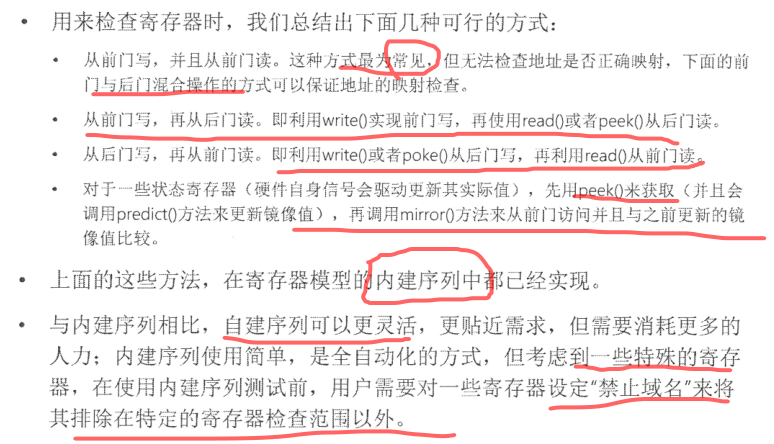 • 用来检查寄存器时，我们总结出下面几种可行的方式：
• 从前门写，并且从前门读。这种方式最为常见，但无法检查地址是否正确映射，下面的前
门与后门混合操作的方式可以保证地址的映射检查。
• 从前门写，再从后门读。即利用write()实现前门写，再使用read()或者peek()从后门读。
• 从后门写，再从前门读。即利用write()或者poke()从后门写，再利用read()从前门读。
• 对于一些状态寄存器（硬件自身信号会驱动更新其实际值），先用peek()来获取（并且会
调用predict()方法来更新镜像值），再调用mirror()方法来从前门访问并且与之前更新的镜
像值比较。
• 上面的这些方法，在寄存器模型的内建序列中都已经实现。
• 与内建序列相比，自建序列可以更灵活，更贴近需求，但需要消耗更多的
人力；内建序列使用简单，是全自动化的方式，但考虑到一些特殊的寄存
器，在使用内建序列测试前，用户需要对一些寄存器设定“禁止域名”来将
其排除在特定的寄存器检查范围以外。